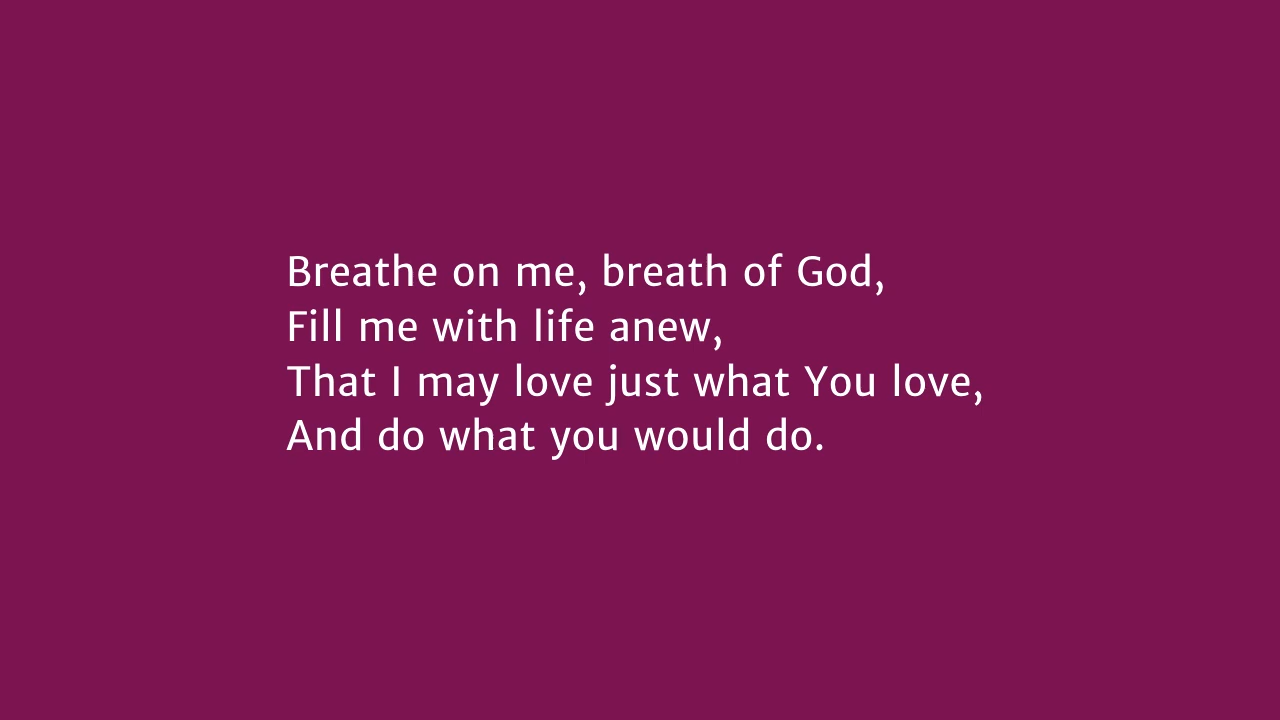 Breathe on me, breath of God,
Fill me with life anew,
That I may love just what You love,
And do what you would do.